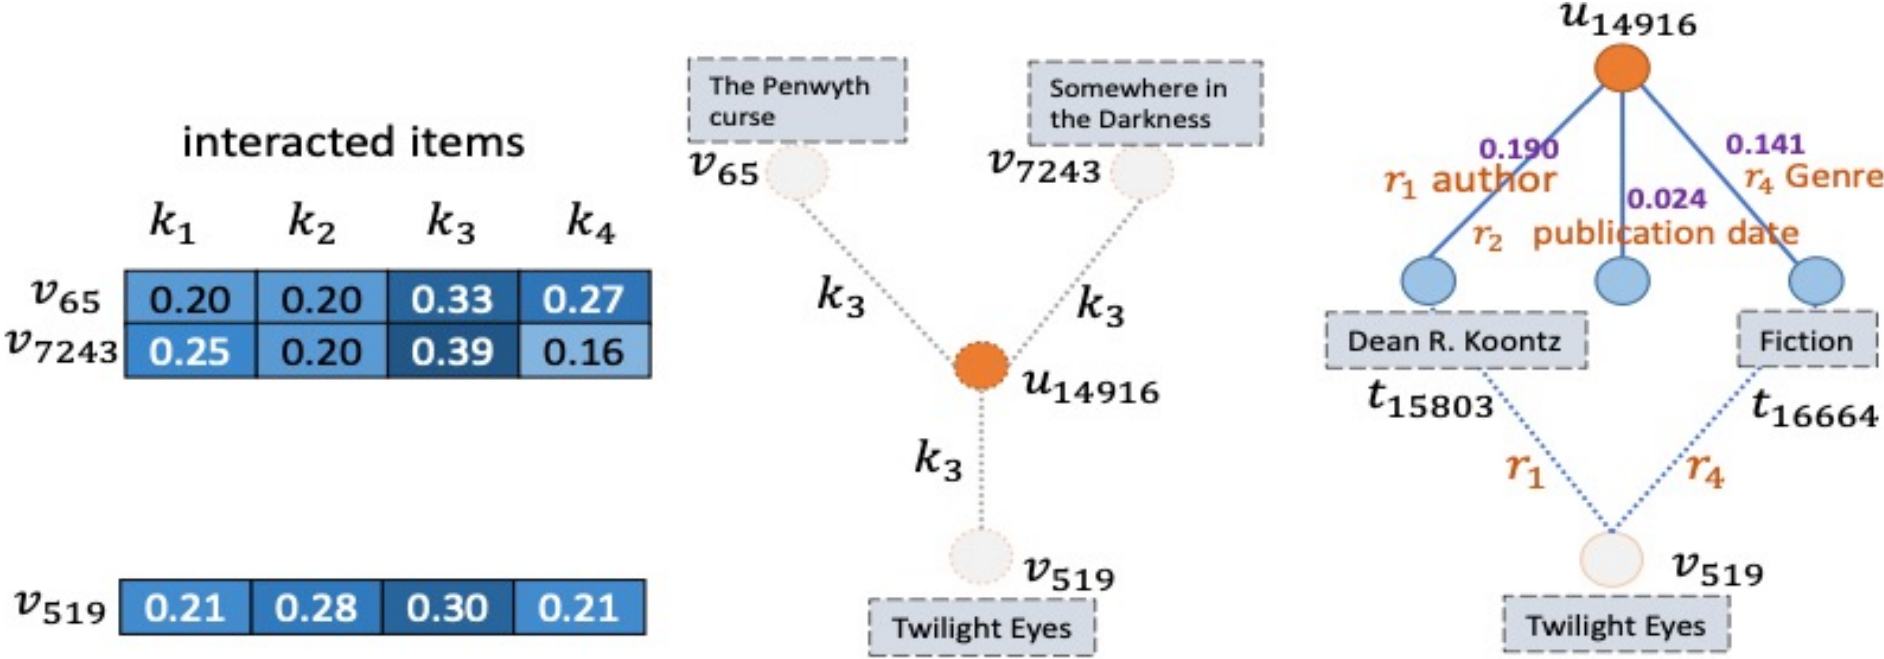 interacted items
k1 k2 k3 k4
v65 0.20 0.20 0.33 0.27
v7243 0.25 0.20 0.39 0.16
v519 0.21 0.28 0.30 0.21
The Penwyth
curse
v65
Somewhere in
the Darkness
v7243
k3
k3
u14916
k3
v519
Twilight Eyes
u14916
0.190
r1 author
0.024
r2 publication date
0.141
r4 Genre
Dean R. Koontz
t15803
Fiction
t16664
r1
r4
v519
Twilight Eyes